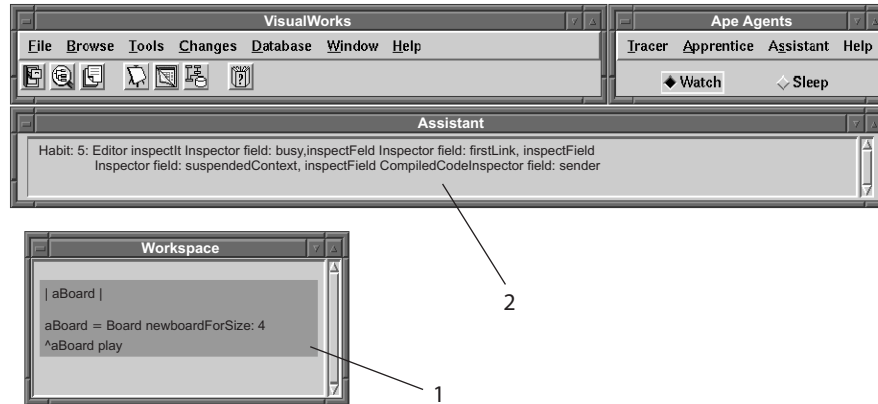 VisualWorks
File Browse Tools Changes Database Window Help
Ape Agents
Tracer Apprentice Assistant Help
Watch Sleep
Assistant
Habit: 5: Editor inspectIt Inspector field: busy,inspectFeld Inspector field: firstLink, inspectField
Inspector field: suspendedContext, inspectField CompiledCodeInspector field: sender
Workspace
| aBoard |
aBoard = Board newboardForSize: 4
^aBoard play
2
1